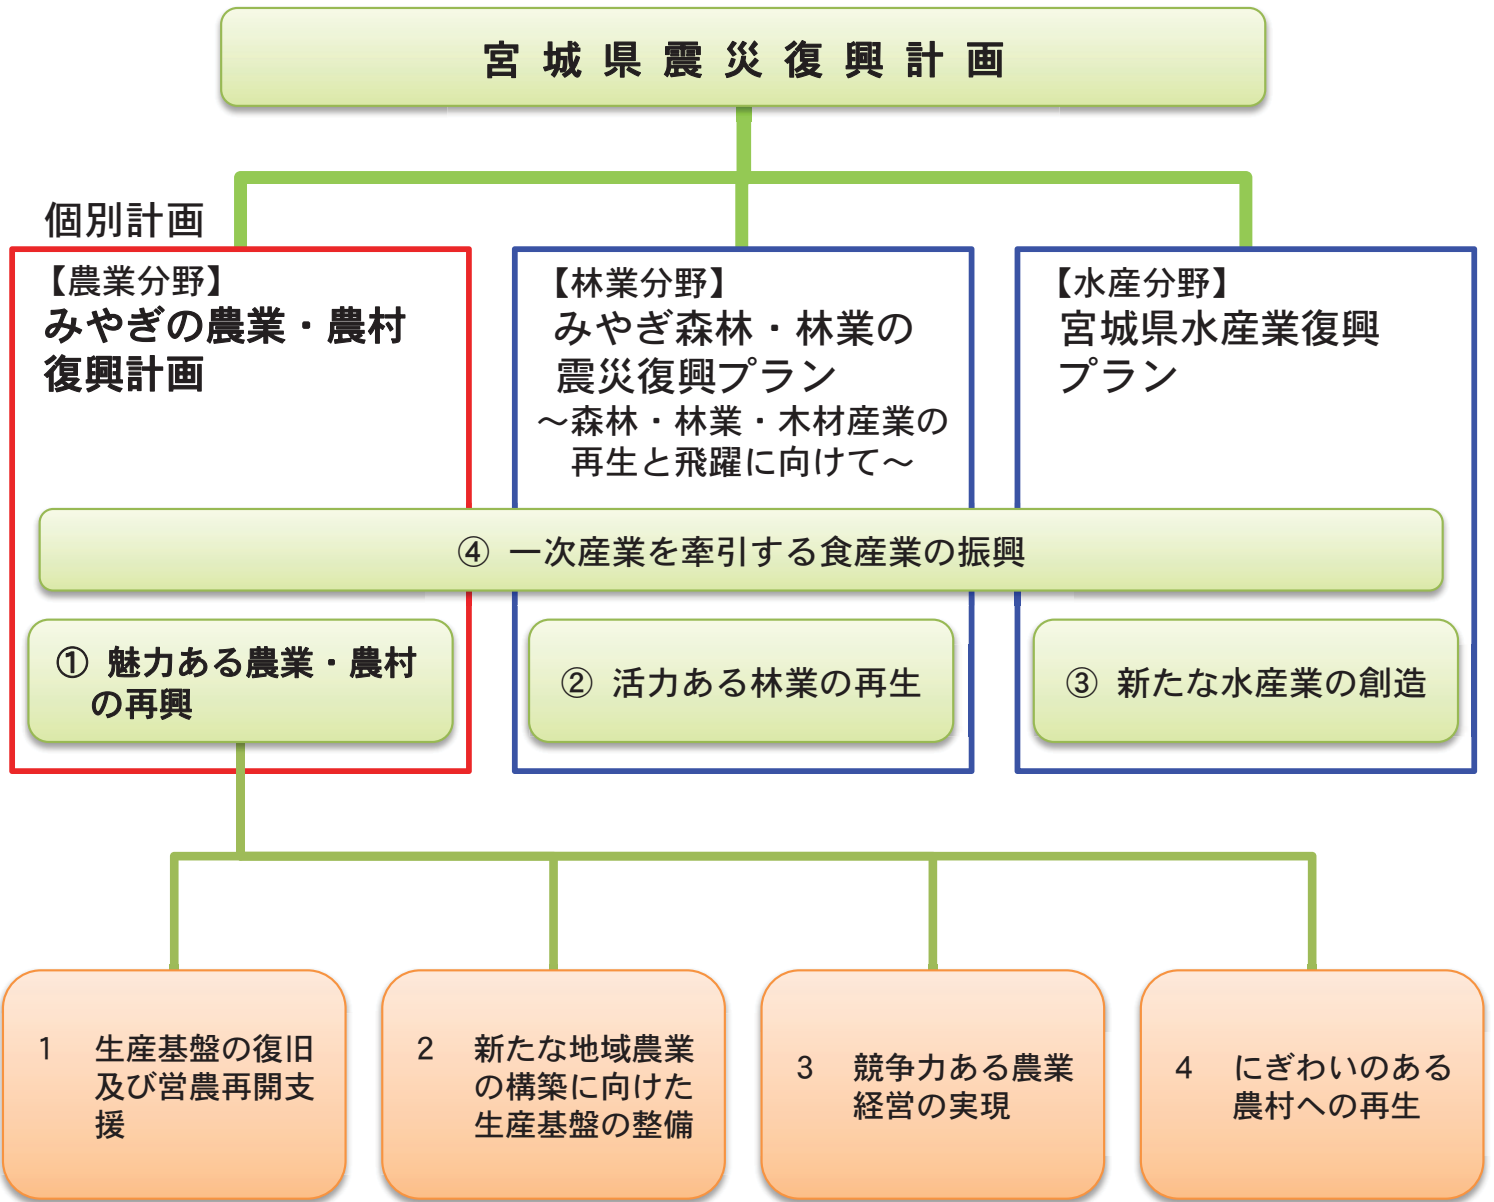 宮城県震災復興計画
個別計画
【農業分野】
みやぎの農業・農村
復興計画
【林業分野】
みやぎ森林・林業の
震災復興プラン
～森林・林業・木材産業の
再生と飛躍に向けて～
【水産分野】
宮城県水産業復興
プラン
④ 一次産業を牽引する食産業の振興
① 魅力ある農業・農村
の再興
② 活力ある林業の再生
③ 新たな水産業の創造
1 生産基盤の復旧
及び営農再開支
援
2 新たな地域農業
の構築に向けた
生産基盤の整備
3 競争力ある農業
経営の実現
4 にぎわいのある
農村への再生